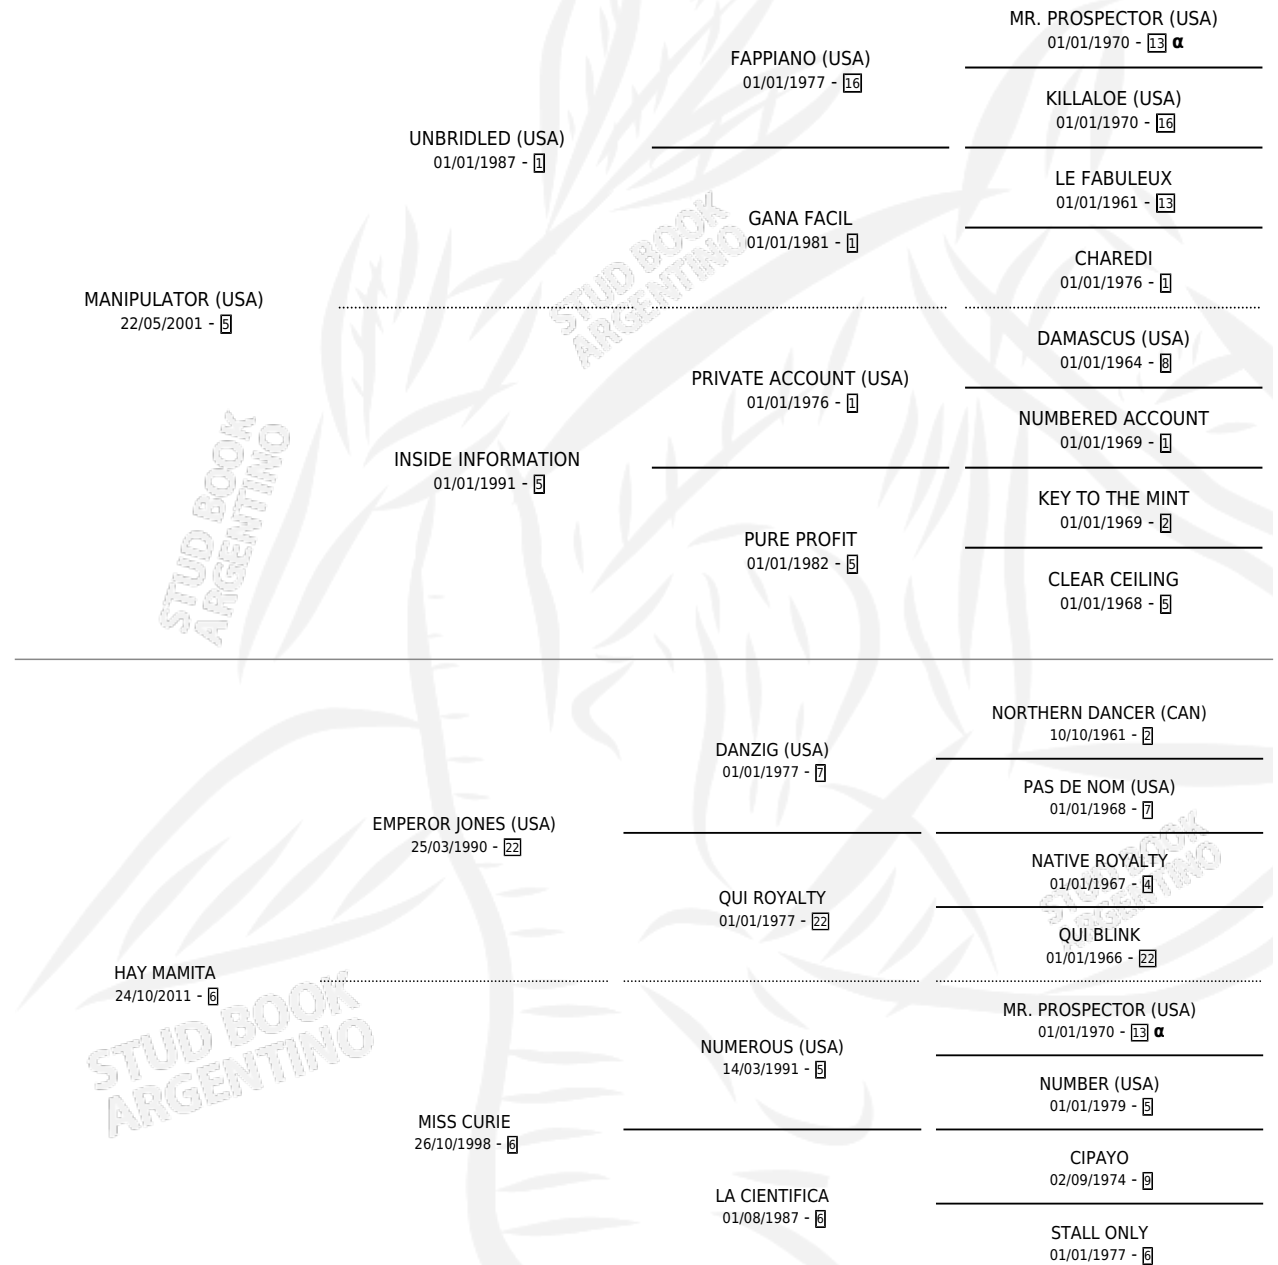 MR. PROSPECTOR (USA)
01/01/1970 - 13 α
FAPPIANO (USA)
01/01/1977 - 16
KILLALOE (USA)
01/01/1970 - 16
UNBRIDLED (USA)
01/01/1987 - 1
LE FABULEUX
01/01/1961 - 13
GANA FACIL
01/01/1981 - 1
CHAREDI
01/01/1976 - 1
MANIPULATOR (USA)
22/05/2001 - 5
DAMASCUS (USA)
01/01/1964 - 8
PRIVATE ACCOUNT (USA)
01/01/1976 - 1
NUMBERED ACCOUNT
01/01/1969 - 1
INSIDE INFORMATION
01/01/1991 - 5
KEY TO THE MINT
01/01/1969 - 2
PURE PROFIT
01/01/1982 - 5
CLEAR CEILING
01/01/1968 - 5
STUD BOOK
ARGENTINO
STUD BOOK
ARGENTINO
NORTHERN DANCER (CAN)
10/10/1961 - 2
DANZIG (USA)
01/01/1977 - 7
PAS DE NOM (USA)
01/01/1968 - 7
EMPEROR JONES (USA)
25/03/1990 - 22
NATIVE ROYALTY
01/01/1967 - 4
QUI ROYALTY
01/01/1977 - 22
QUI BLINK
01/01/1966 - 22
HAY MAMITA
24/10/2011 - 6
MR. PROSPECTOR (USA)
01/01/1970 - 13 α
NUMEROUS (USA)
14/03/1991 - 5
NUMBER (USA)
01/01/1979 - 5
MISS CURIE
26/10/1998 - 6
CIPAYO
02/09/1974 - 9
LA CIENTIFICA
01/08/1987 - 6
STALL ONLY
01/01/1977 - 6
STUD BOOK
ARGENTINO
STUD BOOK
ARGENTINO